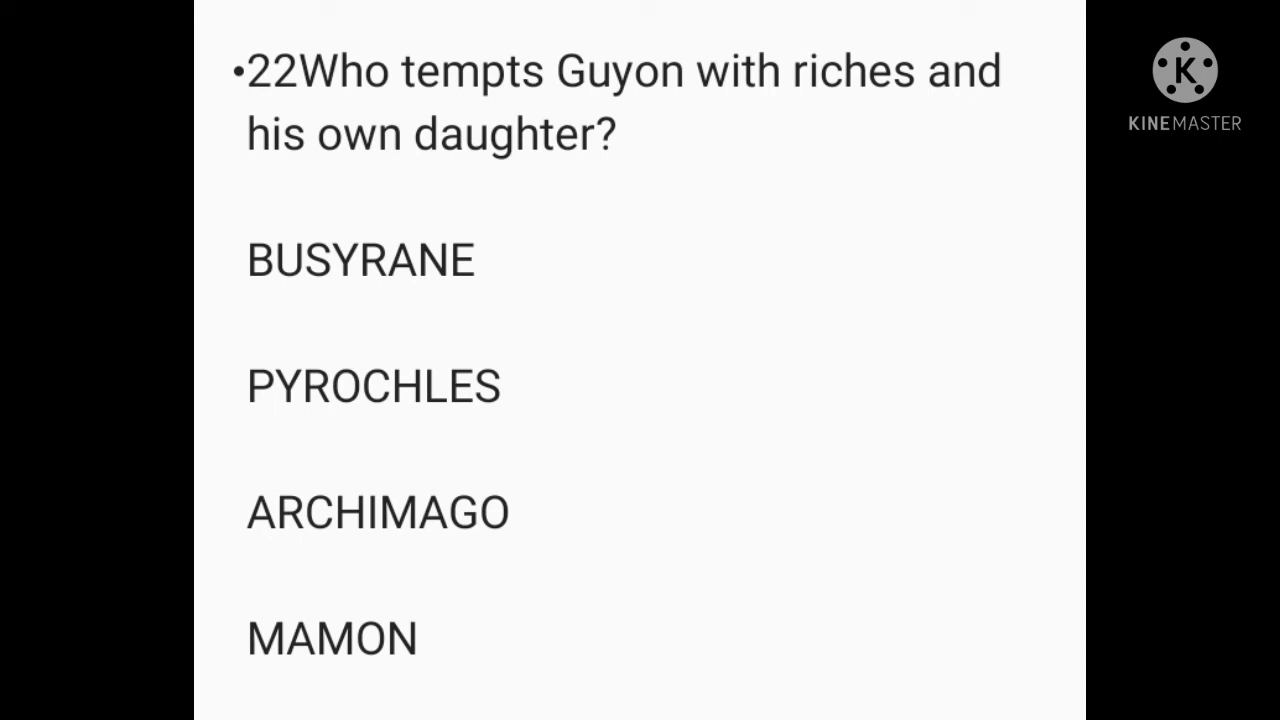 •22Who tempts Guyon with riches and
his own daughter?
BUSYRANE
PYROCHLES
ARCHIMAGO
MAMON
K
KINEMASTER